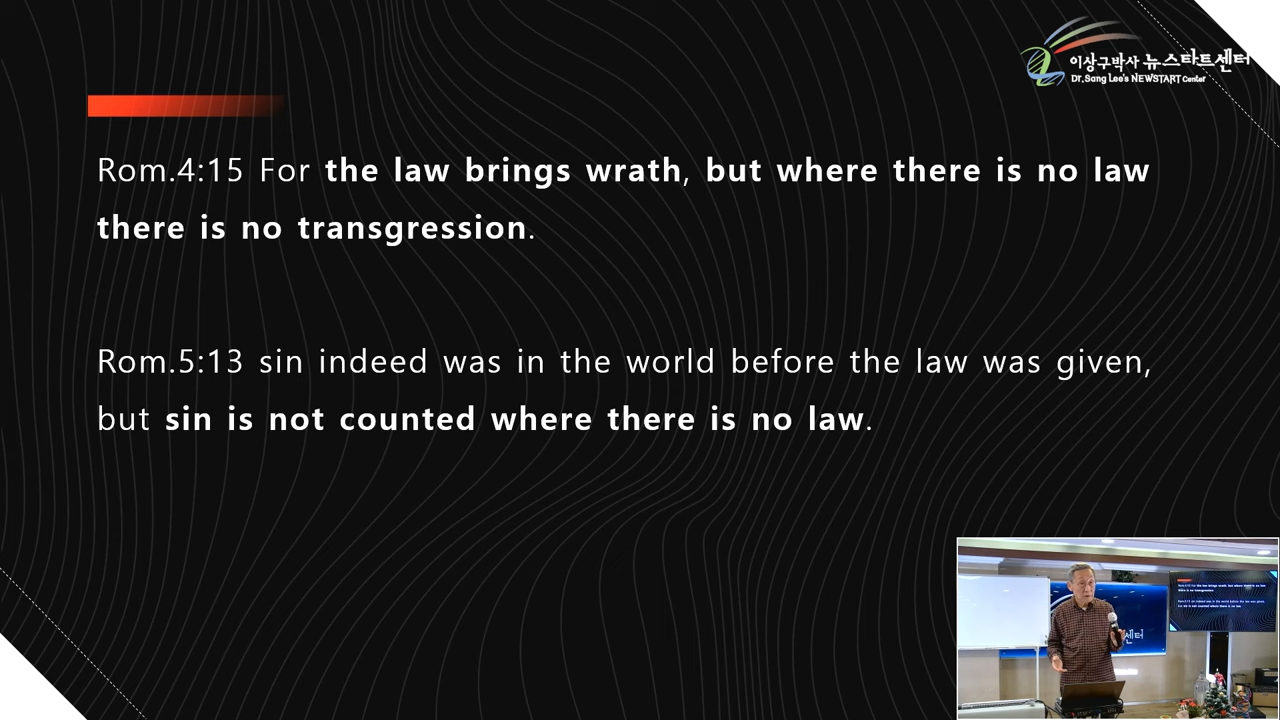 이상구박사 뉴스타트센터
Dr.Sang Lee's NEWSTART Center
Rom.4:15 For the law brings wrath, but where there is no law
there is no transgression.
Rom.5:13 sin indeed was in the world before the law was given,
but sin is not counted where there is no law.
센터